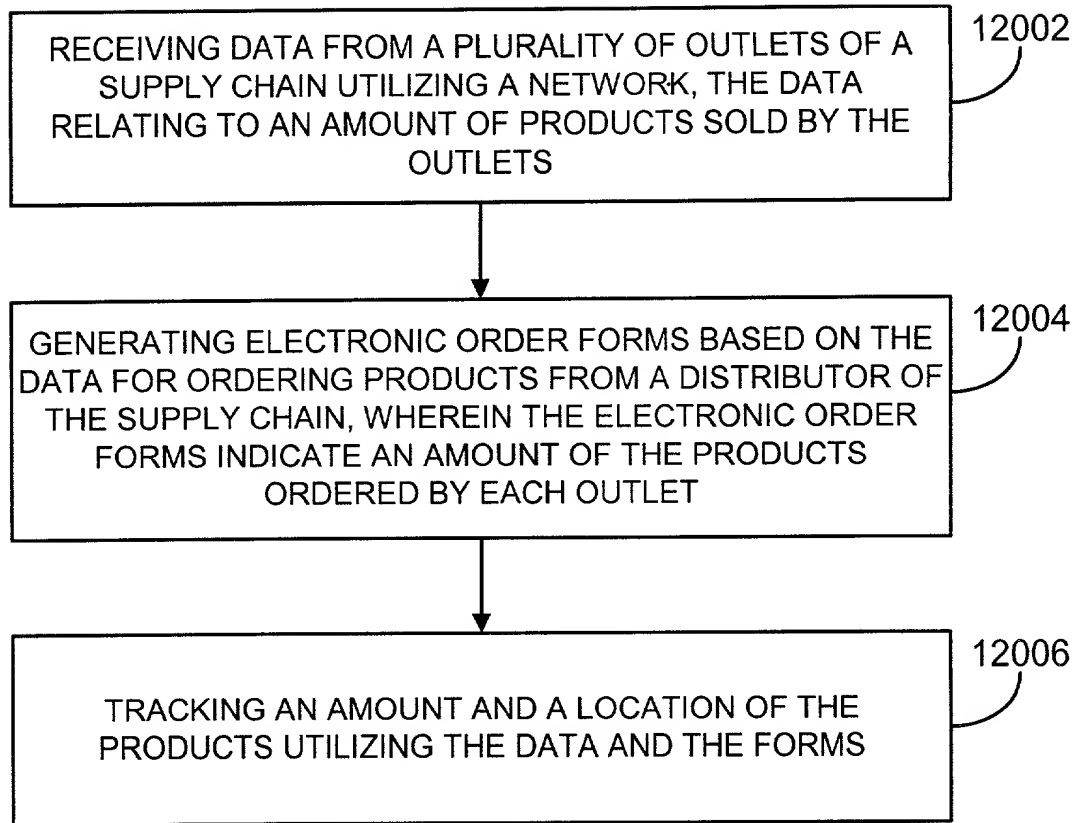 RECEIVING DATA FROM A PLURALITY OF OUTLETS OF A
SUPPLY CHAIN UTILIZING A NETWORK, THE DATA
RELATING TO AN AMOUNT OF PRODUCTS SOLD BY THE
OUTLETS
12002
GENERATING ELECTRONIC ORDER FORMS BASED ON THE
DATA FOR ORDERING PRODUCTS FROM A DISTRIBUTOR OF
THE SUPPLY CHAIN, WHEREIN THE ELECTRONIC ORDER
FORMS INDICATE AN AMOUNT OF THE PRODUCTS
ORDERED BY EACH OUTLET
12004
TRACKING AN AMOUNT AND A LOCATION OF THE
PRODUCTS UTILIZING THE DATA AND THE FORMS
12006